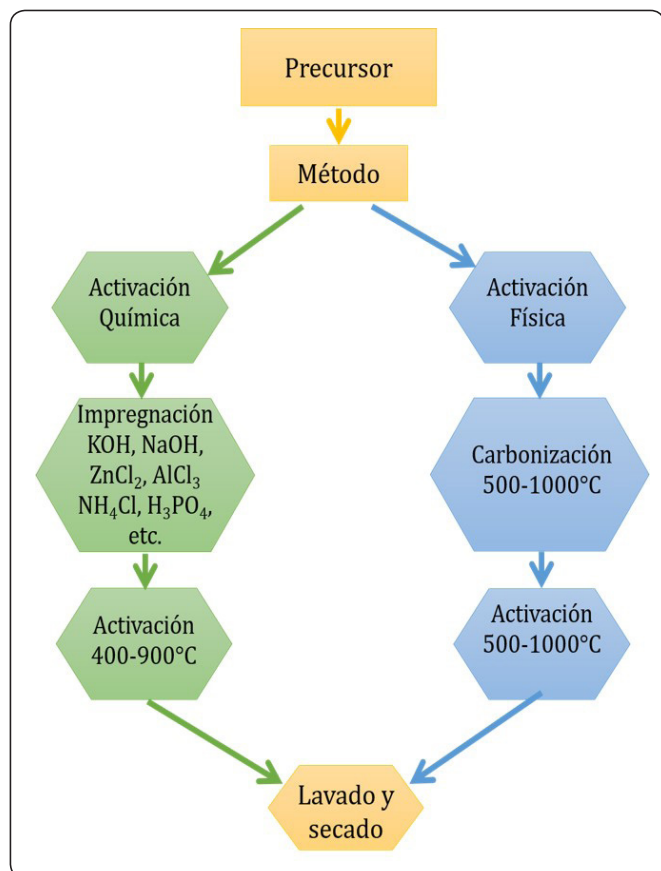 Precursor
Método
Activación
Química
Impregnación
KOH, NaOH,
ZnCl₂, AlCl₃
NH₄Cl, H₃PO₄,
etc.
Activación
400-900°C
Activación
Física
Carbonización
500-1000°C
Activación
500-1000°C
Lavado y
secado